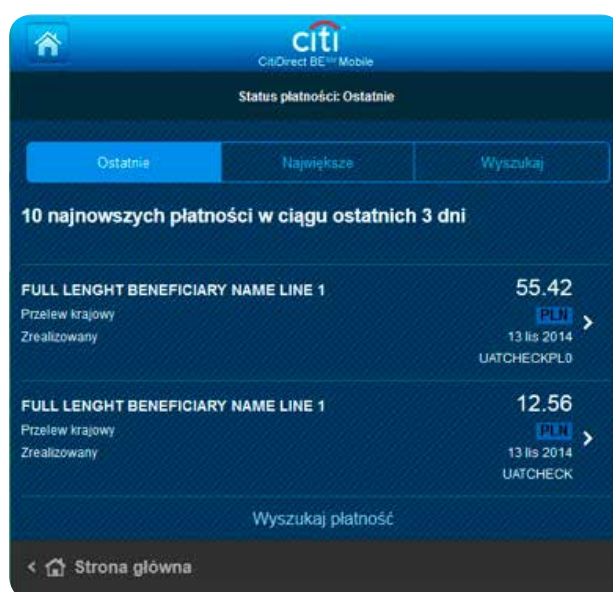 citi
CitiDirect BE℠ Mobile
Status płatności: Ostatnie
Ostatnie Największe Wyszukaj
10 najnowszych płatności w ciągu ostatnich 3 dni
FULL LENGHT BENEFICIARY NAME LINE 1 55.42
Przelew krajowy PLN
Zrealizowany 13 lis 2014
UATCHECKPL0
FULL LENGHT BENEFICIARY NAME LINE 1 12.56
Przelew krajowy PLN
Zrealizowany 13 lis 2014
UATCHECK
Wyszukaj płatność
Strona główna